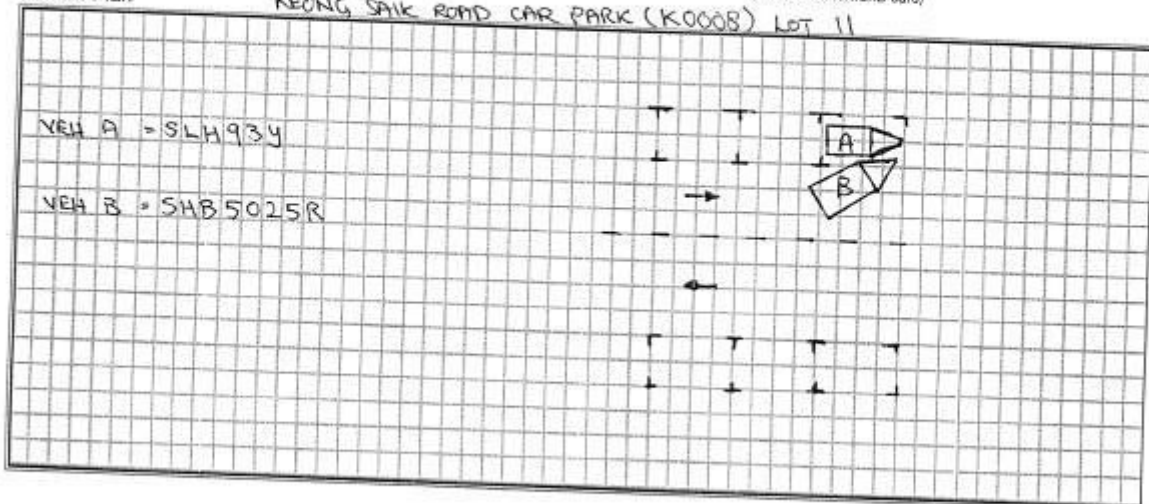 KEONG SAIK ROAD CAR PARK (K0008) LOT 11
VEH A = SLH93Y
VEH B = SHB5025R
A
B